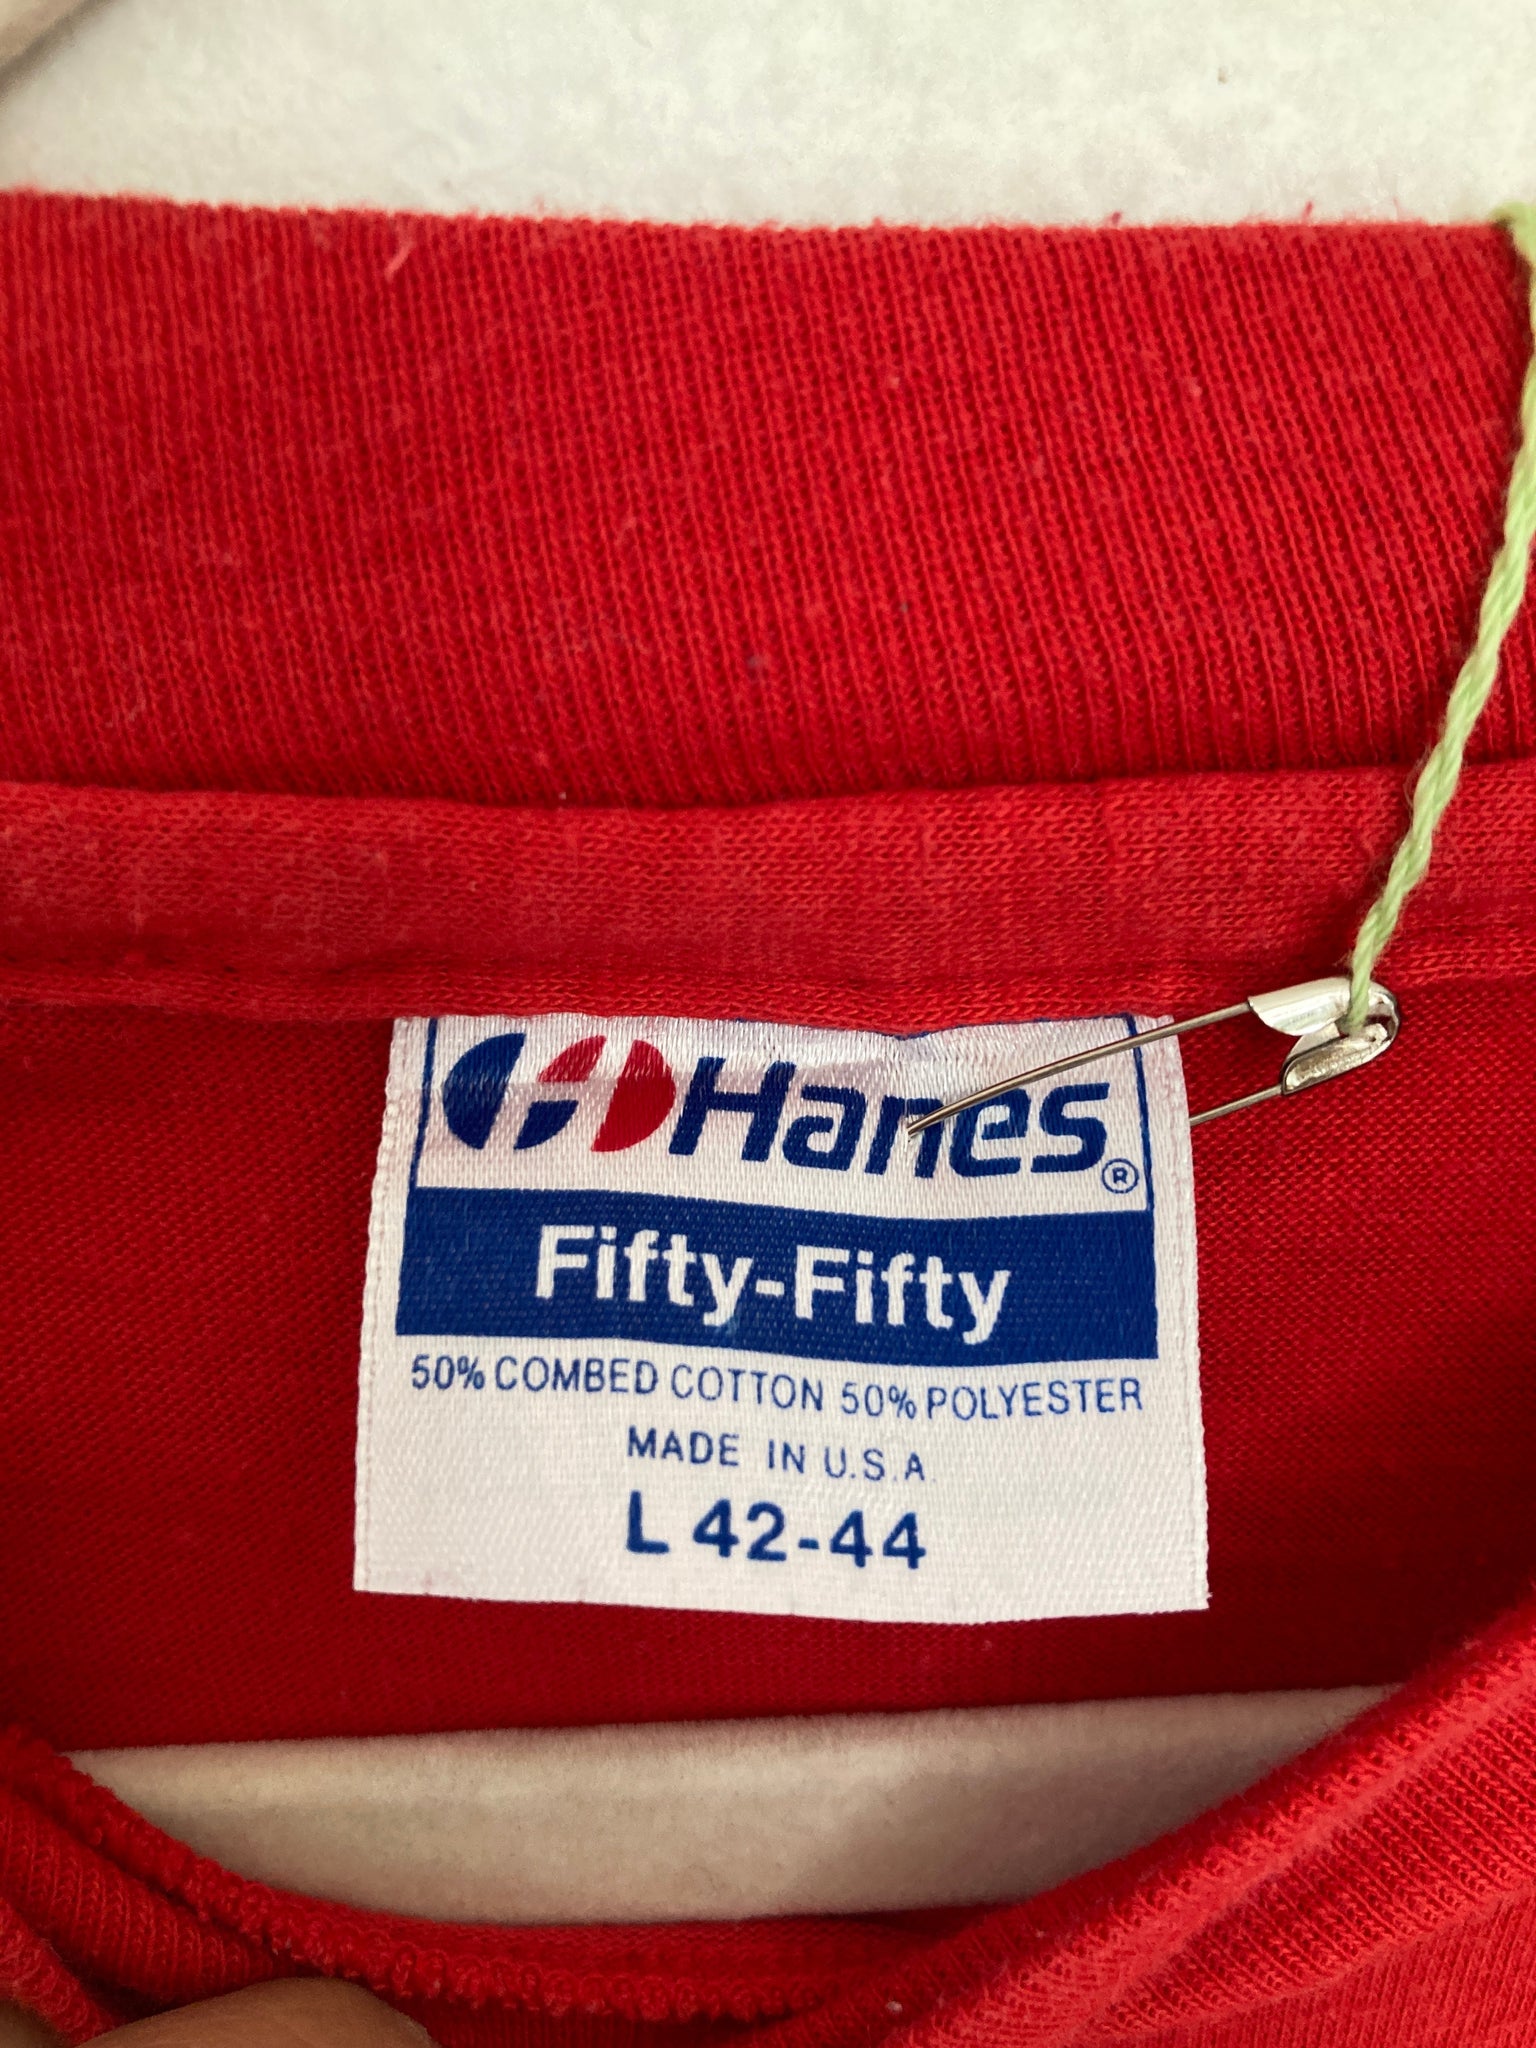 Hanes®
Fifty-Fifty
50% COMBED COTTON 50% POLYESTER
MADE IN U.S.A.
L 42-44